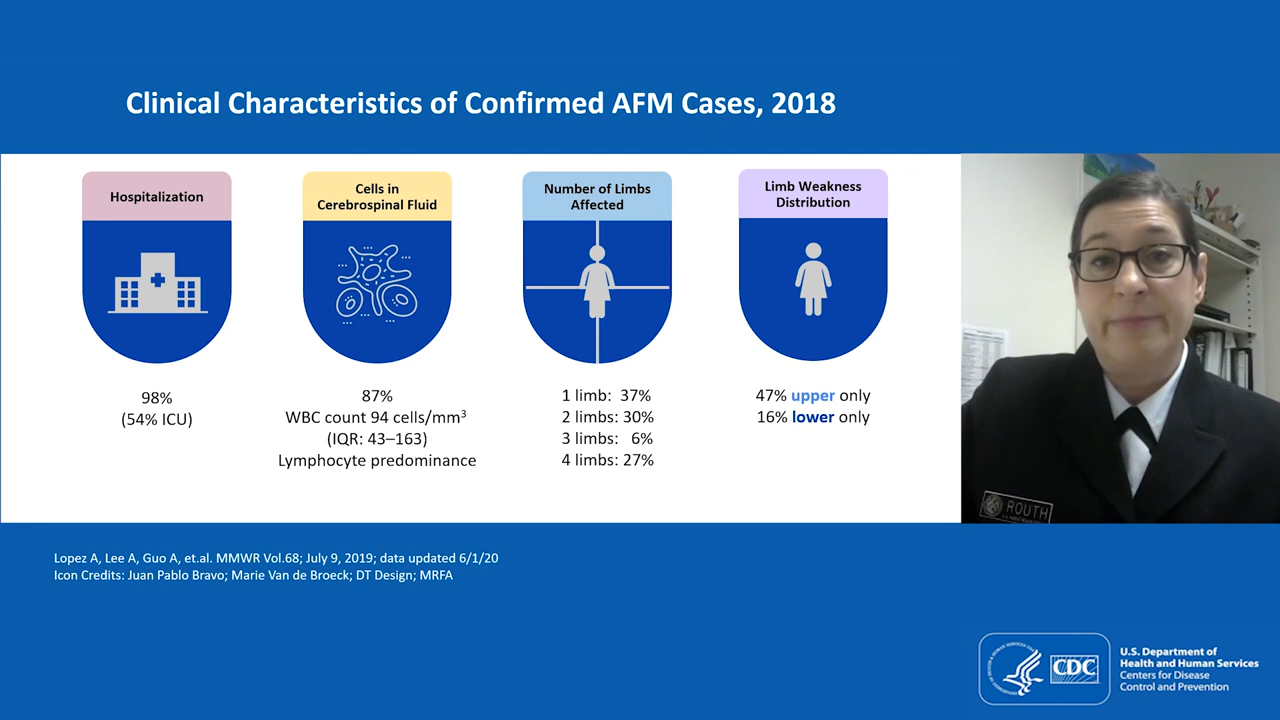 Clinical Characteristics of Confirmed AFM Cases, 2018
Hospitalization
98%
(54% ICU)
Cells in
Cerebrospinal Fluid
87%
WBC count 94 cells/mm³
(IQR: 43–163)
Lymphocyte predominance
Number of Limbs
Affected
1 limb: 37%
2 limbs: 30%
3 limbs: 6%
4 limbs: 27%
Limb Weakness
Distribution
47% upper only
16% lower only
ROUTH
Lopez A, Lee A, Guo A, et.al. MMWR Vol.68; July 9, 2019; data updated 6/1/20
Icon Credits: Juan Pablo Bravo; Marie Van de Broeck; DT Design; MRFA
CDC
U.S. Department of
Health and Human Services
Centers for Disease
Control and Prevention